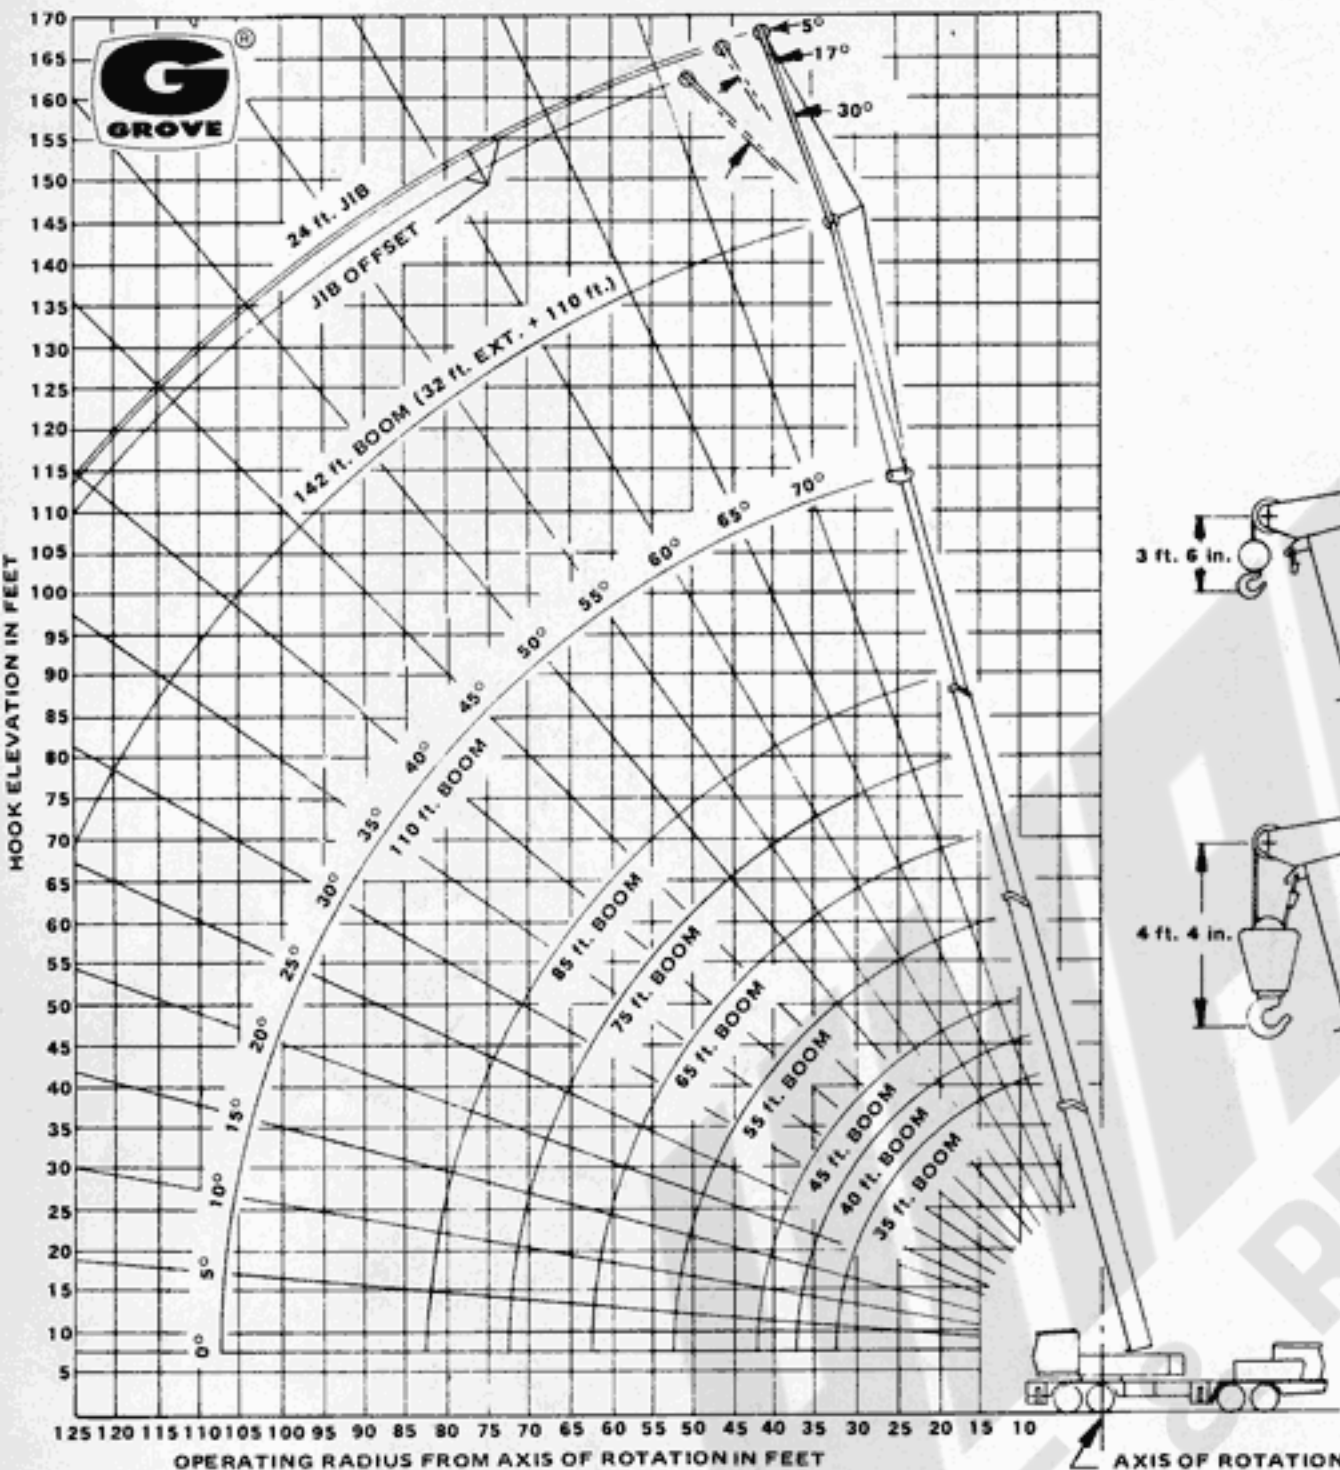 170
165
160
155
150
145
140
135
130
125
120
115
110
105
100
95
90
85
80
75
70
65
60
55
50
45
40
35
30
25
20
15
10
5
HOOK ELEVATION IN FEET
G ®
GROVE
5°
17°
30°
24 ft. JIB
JIB OFFSET
142 ft. BOOM (32 ft. EXT. + 110 ft.)
70°
65°
60°
55°
50°
45°
40°
35°
30°
25°
20°
15°
10°
5°
0°
110 ft. BOOM
85 ft. BOOM
75 ft. BOOM
65 ft. BOOM
55 ft. BOOM
45 ft. BOOM
40 ft. BOOM
35 ft. BOOM
3 ft. 6 in.
4 ft. 4 in.
125 120 115 110 105 100 95 90 85 80 75 70 65 60 55 50 45 40 35 30 25 20 15 10
OPERATING RADIUS FROM AXIS OF ROTATION IN FEET
AXIS OF ROTATION